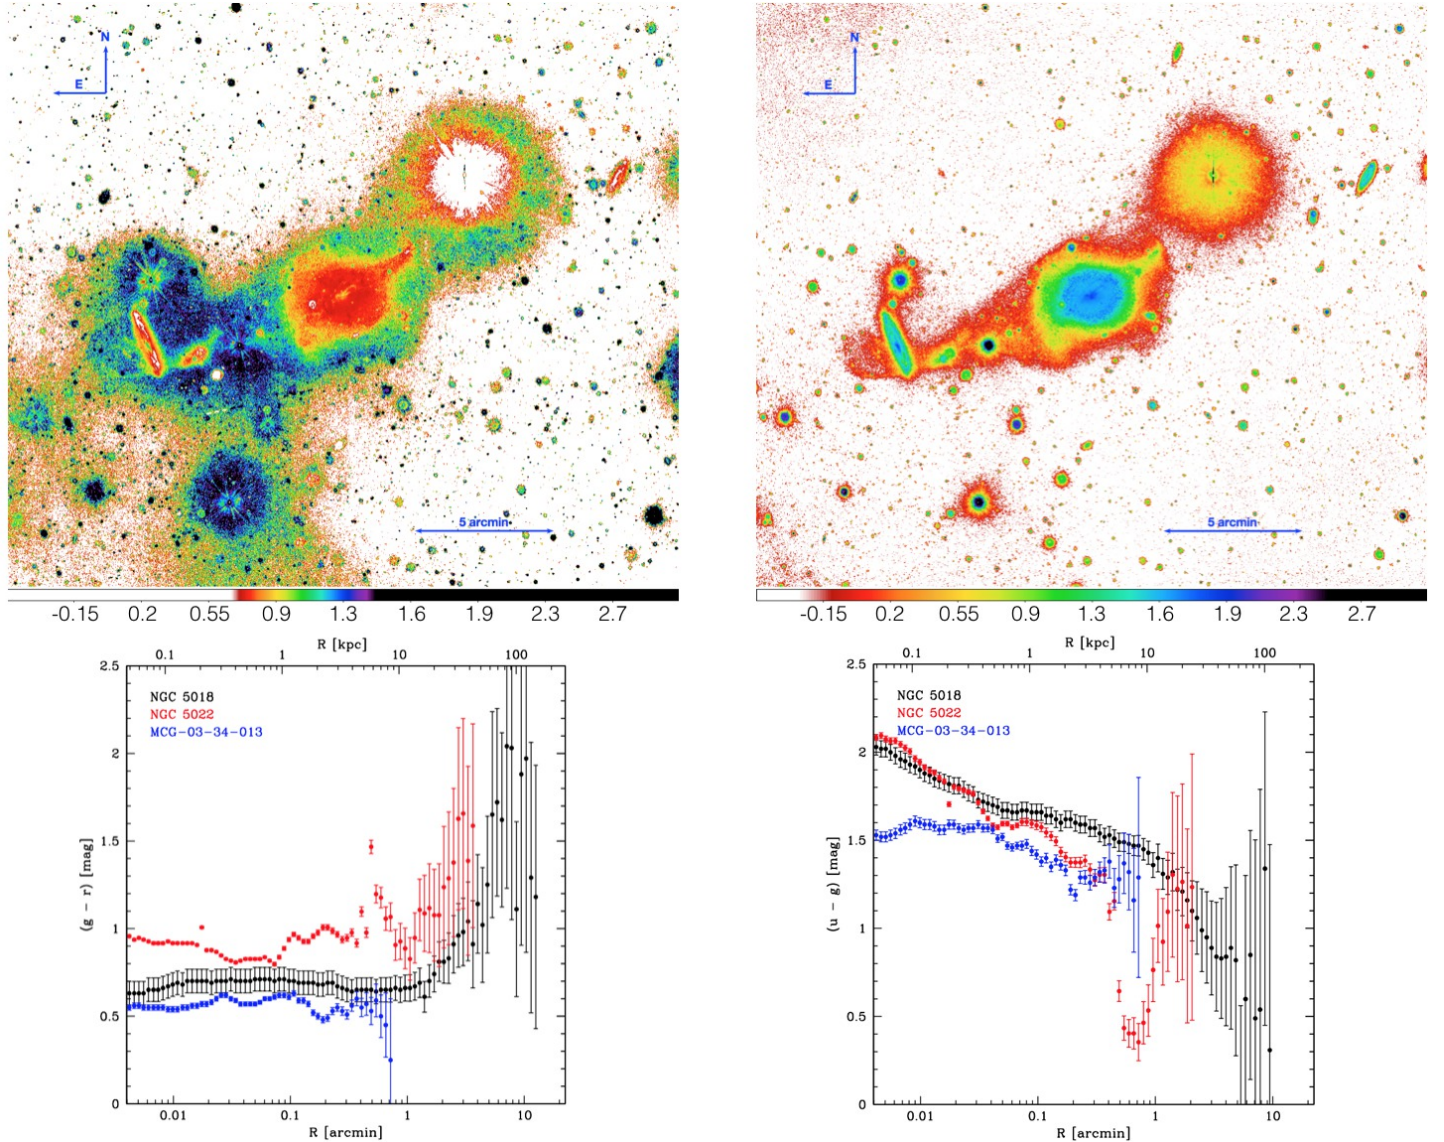 N
E
5 arcmin
-0.15 0.2 0.55 0.9 1.3 1.6 1.9 2.3 2.7
N
E
5 arcmin
-0.15 0.2 0.55 0.9 1.3 1.6 1.9 2.3 2.7
R [kpc]
0.1 1 10 100
2.5
2
1.5
1
0.5
0
(g - r) [mag]
NGC 5018
NGC 5022
MCG-03-34-013
0.01 0.1 1 10
R [arcmin]
R [kpc]
0.1 1 10 100
2.5
2
1.5
1
0.5
0
(u - g) [mag]
NGC 5018
NGC 5022
MCG-03-34-013
0.01 0.1 1 10
R [arcmin]